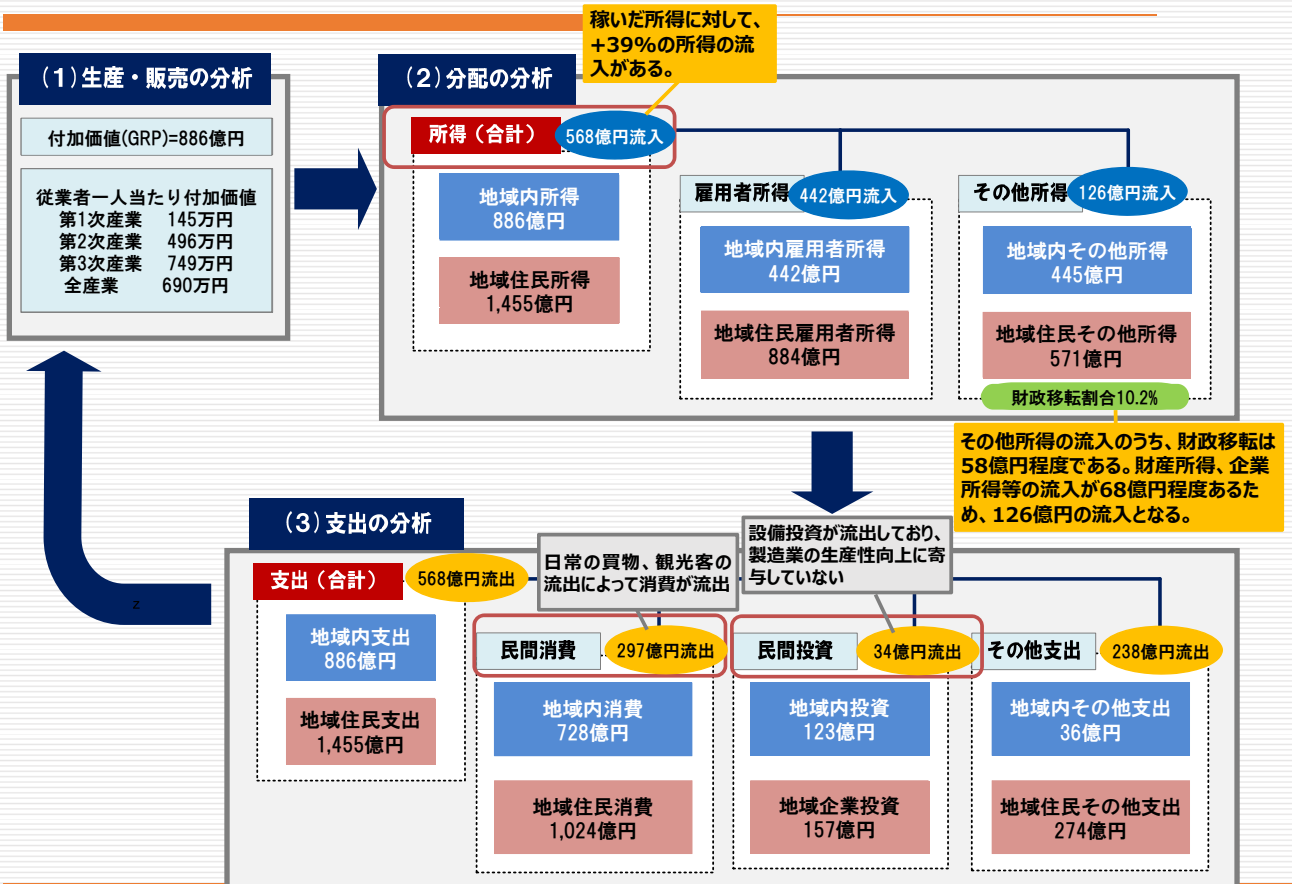 稼いだ所得に対して、
+39%の所得の流
入がある。
(1)生産・販売の分析
付加価値(GRP)=886億円
従業者一人当たり付加価値
第1次産業 145万円
第2次産業 496万円
第3次産業 749万円
全産業 690万円
(2)分配の分析
所得(合計)
568億円流入
地域内所得
886億円
地域住民所得
1,455億円
雇用者所得
442億円流入
地域内雇用者所得
442億円
地域住民雇用者所得
884億円
その他所得
126億円流入
地域内その他所得
445億円
地域住民その他所得
571億円
財政移転割合10.2%
その他所得の流入のうち、財政移転は
58億円程度である。財産所得、企業
所得等の流入が68億円程度あるた
め、126億円の流入となる。
(3)支出の分析
日常の買物、観光客の
流出によって消費が流出
設備投資が流出しており、
製造業の生産性向上に寄
与していない
z
支出(合計)
568億円流出
地域内支出
886億円
地域住民支出
1,455億円
民間消費
297億円流出
地域内消費
728億円
地域住民消費
1,024億円
民間投資
34億円流出
地域内投資
123億円
地域企業投資
157億円
その他支出
238億円流出
地域内その他支出
36億円
地域住民その他支出
274億円